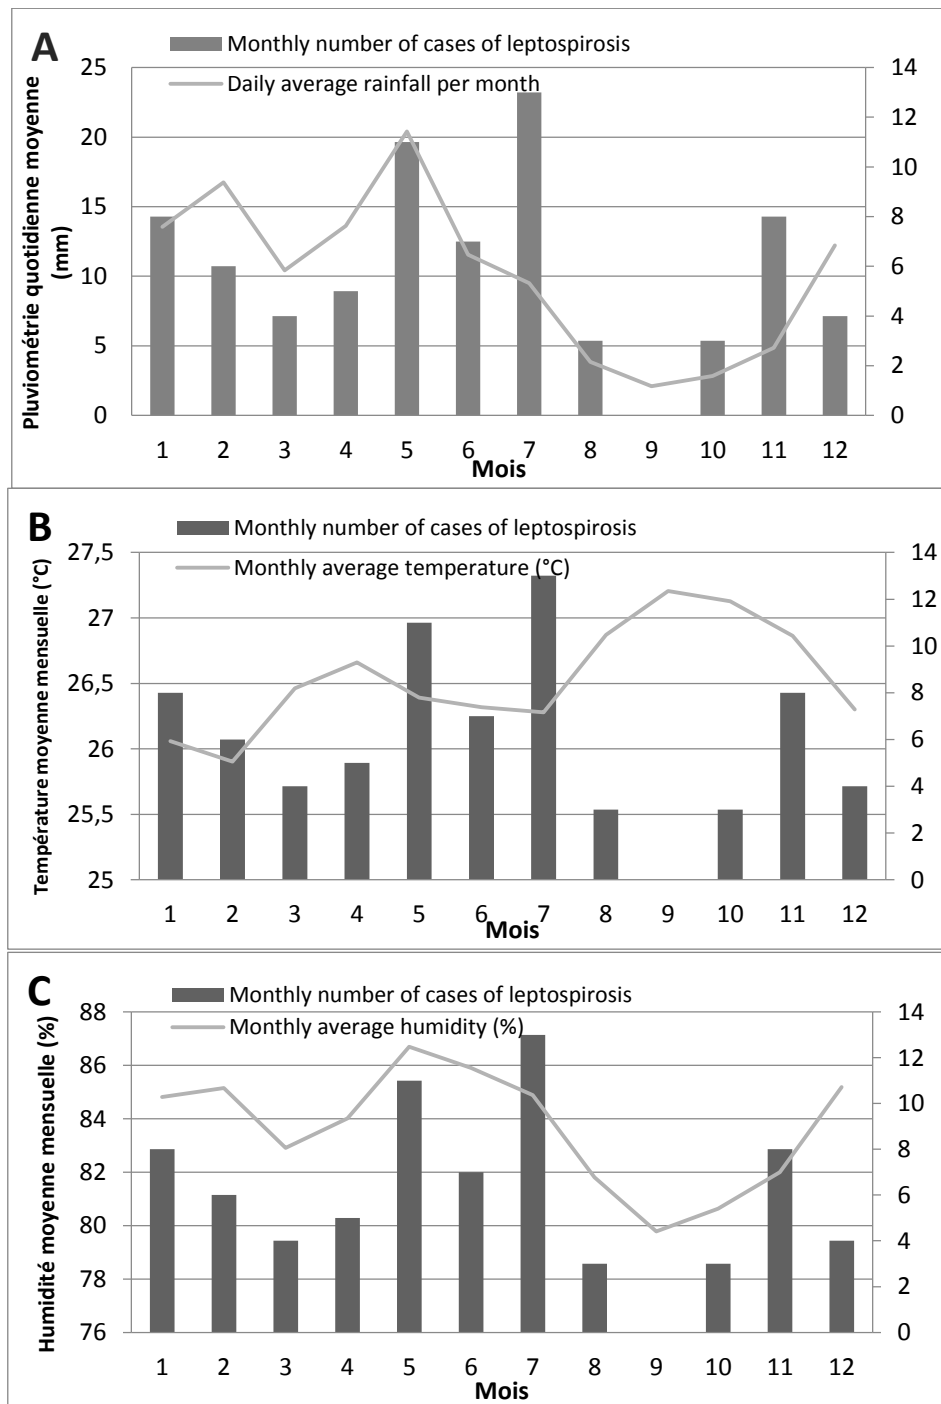 A
Monthly number of cases of leptospirosis
Daily average rainfall per month
Pluviométrie quotidienne moyenne
(mm)
25
20
15
10
5
0
14
12
10
8
6
4
2
0
1 2 3 4 5 6 7 8 9 10 11 12
Mois
B
Monthly number of cases of leptospirosis
Monthly average temperature (°C)
Température moyenne mensuelle (°C)
27,5
27
26,5
26
25,5
25
14
12
10
8
6
4
2
0
1 2 3 4 5 6 7 8 9 10 11 12
Mois
C
Monthly number of cases of leptospirosis
Monthly average humidity (%)
Humidité moyenne mensuelle (%)
88
86
84
82
80
78
76
14
12
10
8
6
4
2
0
1 2 3 4 5 6 7 8 9 10 11 12
Mois